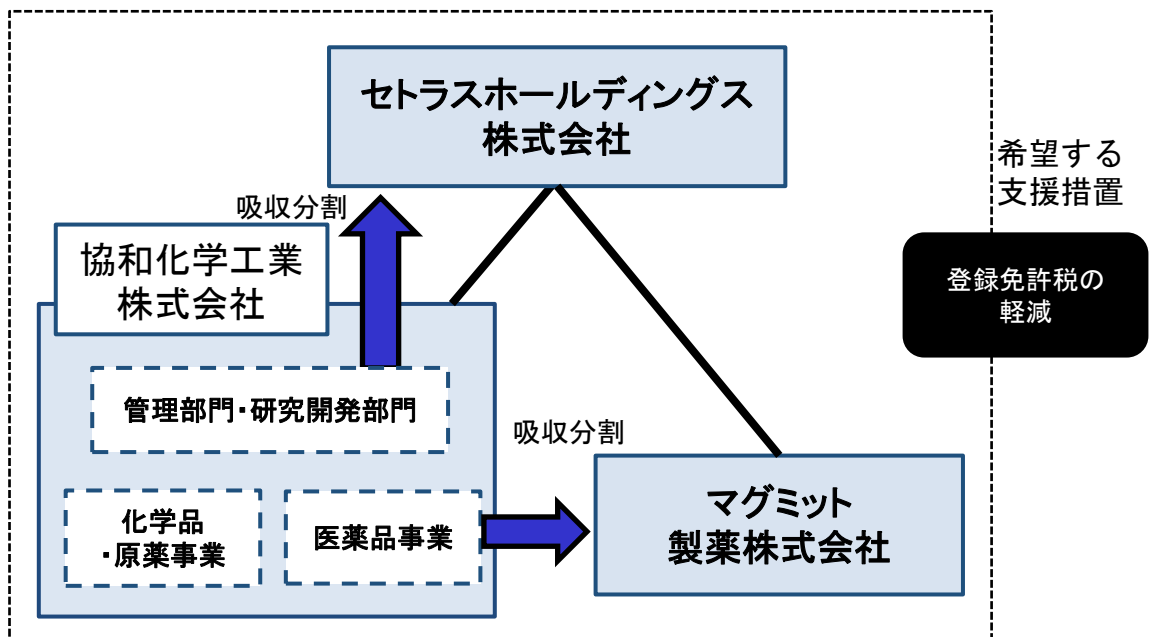 セトラスホールディングス
株式会社
希望する
支援措置
吸収分割
協和化学工業
株式会社
登録免許税の
軽減
管理部門・研究開発部門
吸収分割
化学品
・原薬事業
医薬品事業
マグミット
製薬株式会社